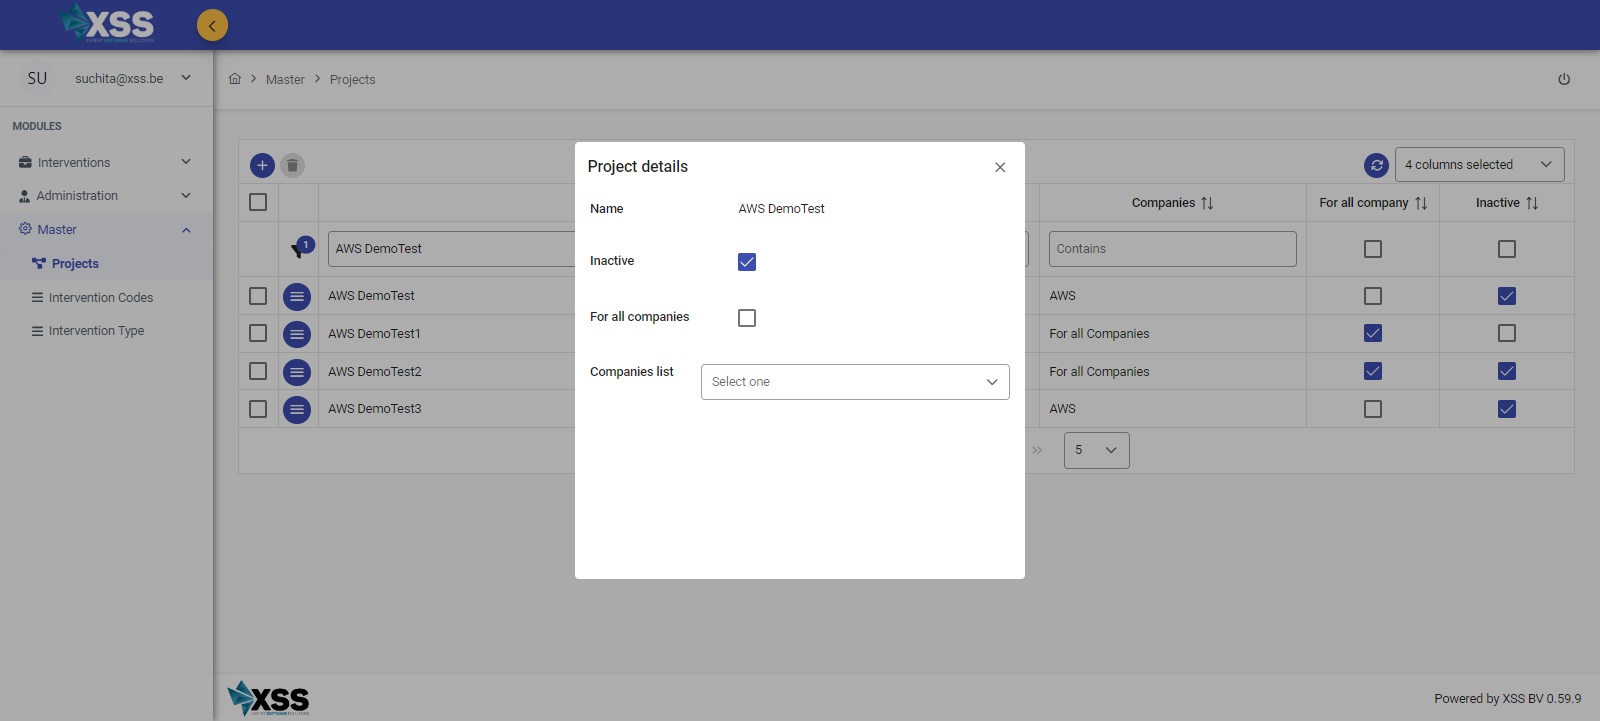 XSS
SU suchita@xss.be
Master Projects
MODULES
Interventions
Administration
Master
Projects
Intervention Codes
Intervention Type
4 columns selected
Companies For all company Inactive
1 AWS DemoTest Contains
AWS DemoTest AWS
AWS DemoTest1 For all Companies
AWS DemoTest2 For all Companies
AWS DemoTest3 AWS
5
Project details
Name AWS DemoTest
Inactive
For all companies
Companies list Select one
XSS
Powered by XSS BV 0.59.9